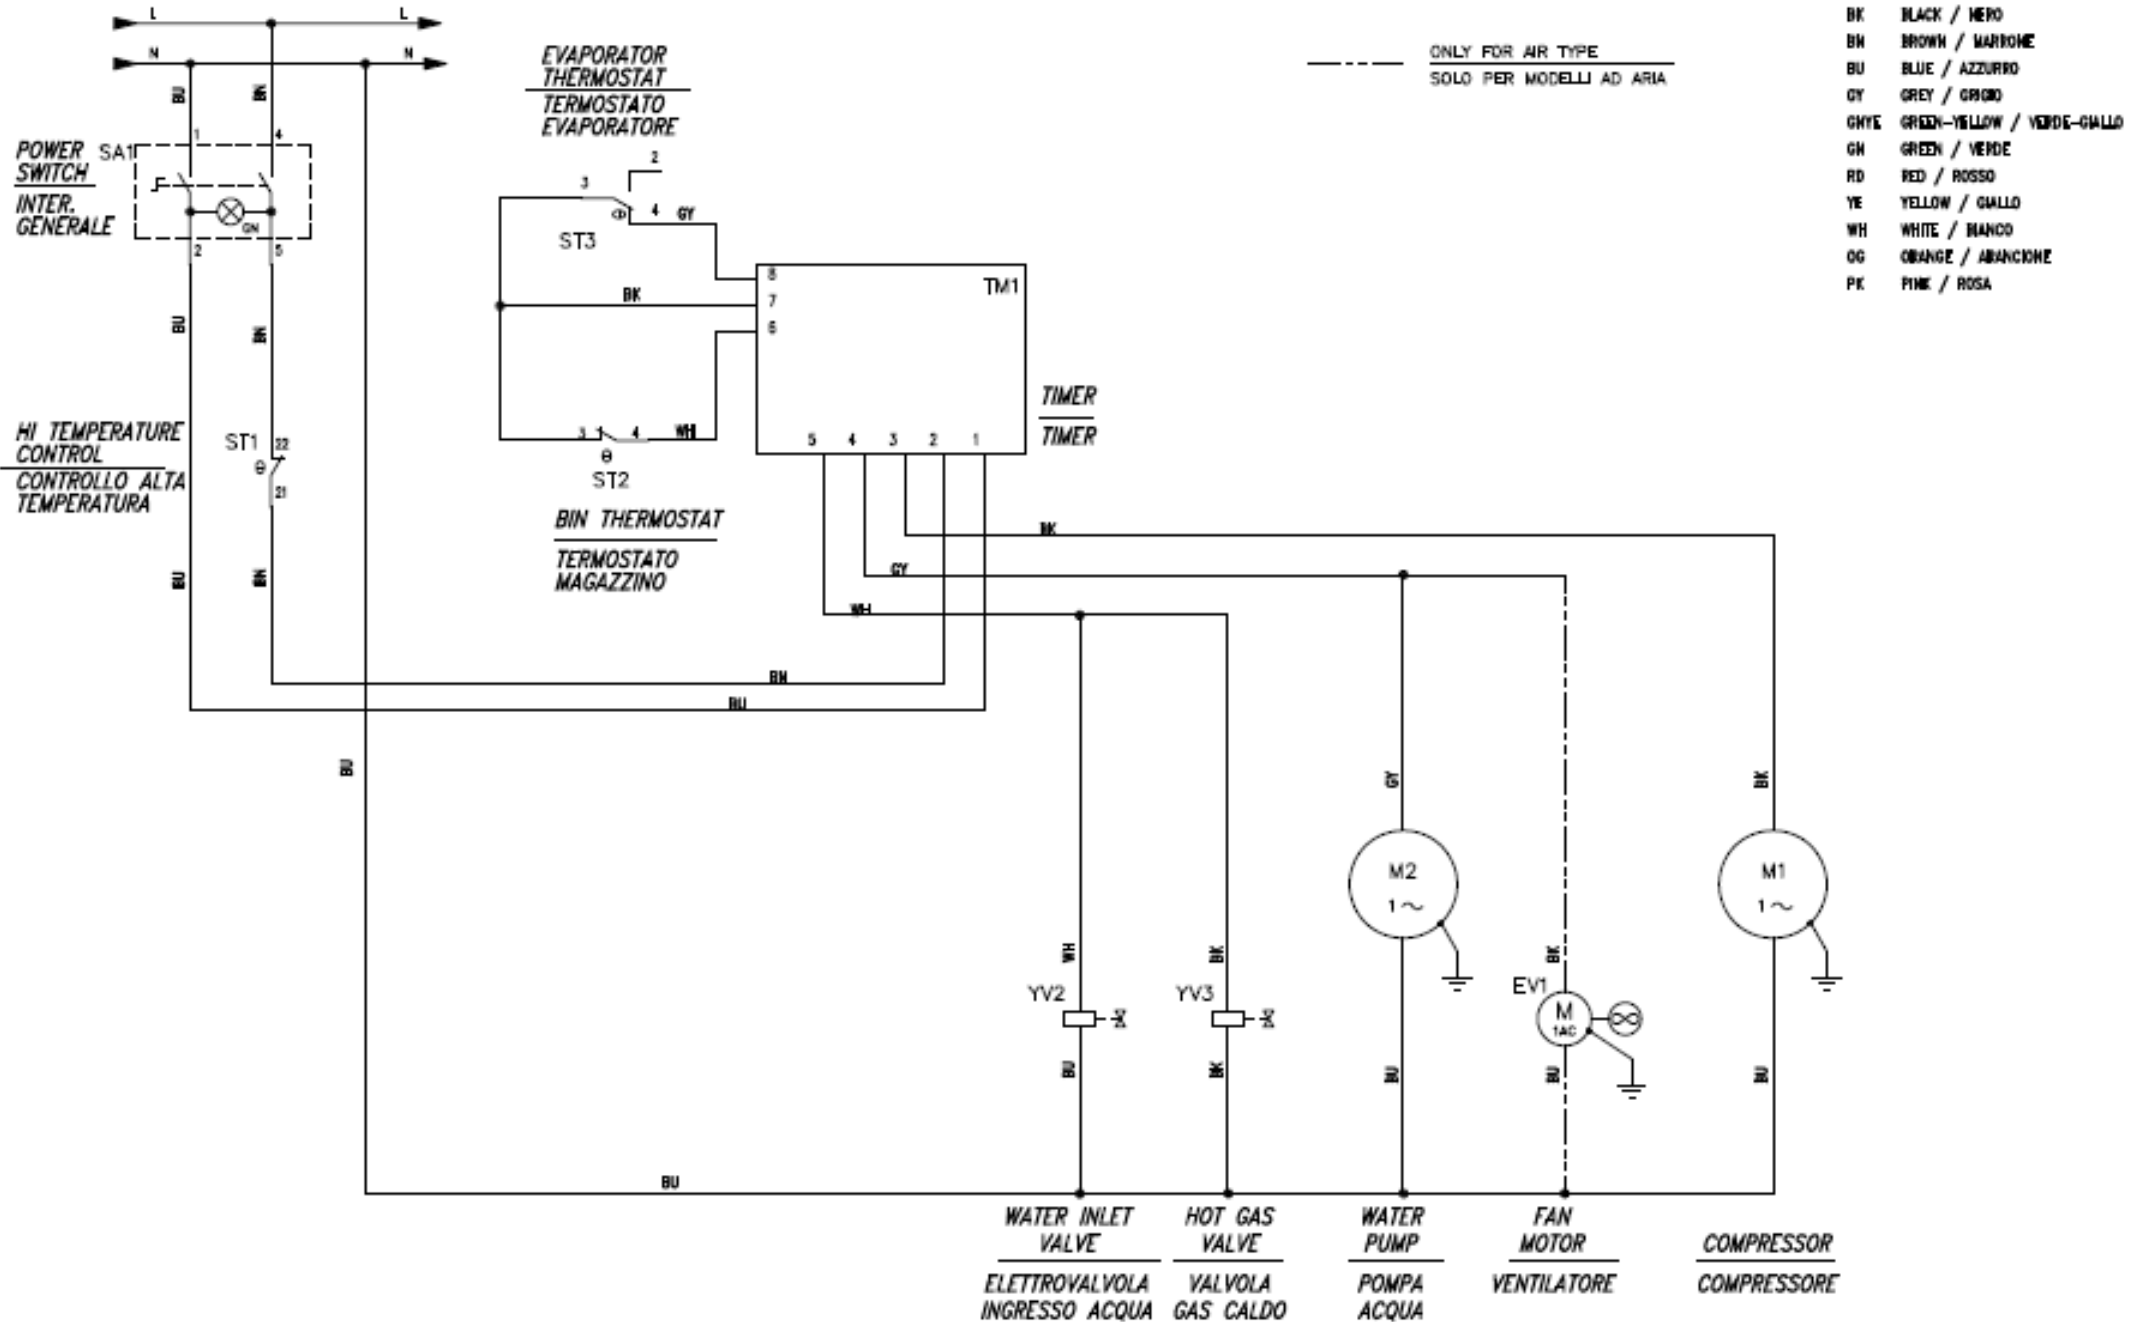 L
L
N
N
BU
BN
POWER
SWITCH
INTER.
GENERALE
SA1
1
4
GN
2
5
BU
BN
HI TEMPERATURE
CONTROL
CONTROLLO ALTA
TEMPERATURA
ST1
22
θ
21
BU
BN
EVAPORATOR
THERMOSTAT
TERMOSTATO
EVAPORATORE
2
3
4
GY
ST3
BK
8
7
6
TM1
5
4
3
2
1
TIMER
TIMER
3
4
WH
θ
ST2
BIN THERMOSTAT
TERMOSTATO
MAGAZZINO
ONLY FOR AIR TYPE
SOLO PER MODELLI AD ARIA
BK BLACK / NERO
BN BROWN / MARRONE
BU BLUE / AZZURRO
GY GREY / GRIGIO
GNYE GREEN-YELLOW / VERDE-GIALLO
GN GREEN / VERDE
RD RED / ROSSO
YE YELLOW / GIALLO
WH WHITE / BIANCO
OG ORANGE / ARANCIONE
PK PINK / ROSA
BK
GY
WH
BN
BU
BU
GY
BK
M2
1~
M1
1~
WH
BK
BK
YV2
YV3
EV1
M
1AC
BU
BK
BU
BU
BU
BU
WATER INLET
VALVE
ELETTROVALVOLA
INGRESSO ACQUA
HOT GAS
VALVE
VALVOLA
GAS CALDO
WATER
PUMP
POMPA
ACQUA
FAN
MOTOR
VENTILATORE
COMPRESSOR
COMPRESSORE